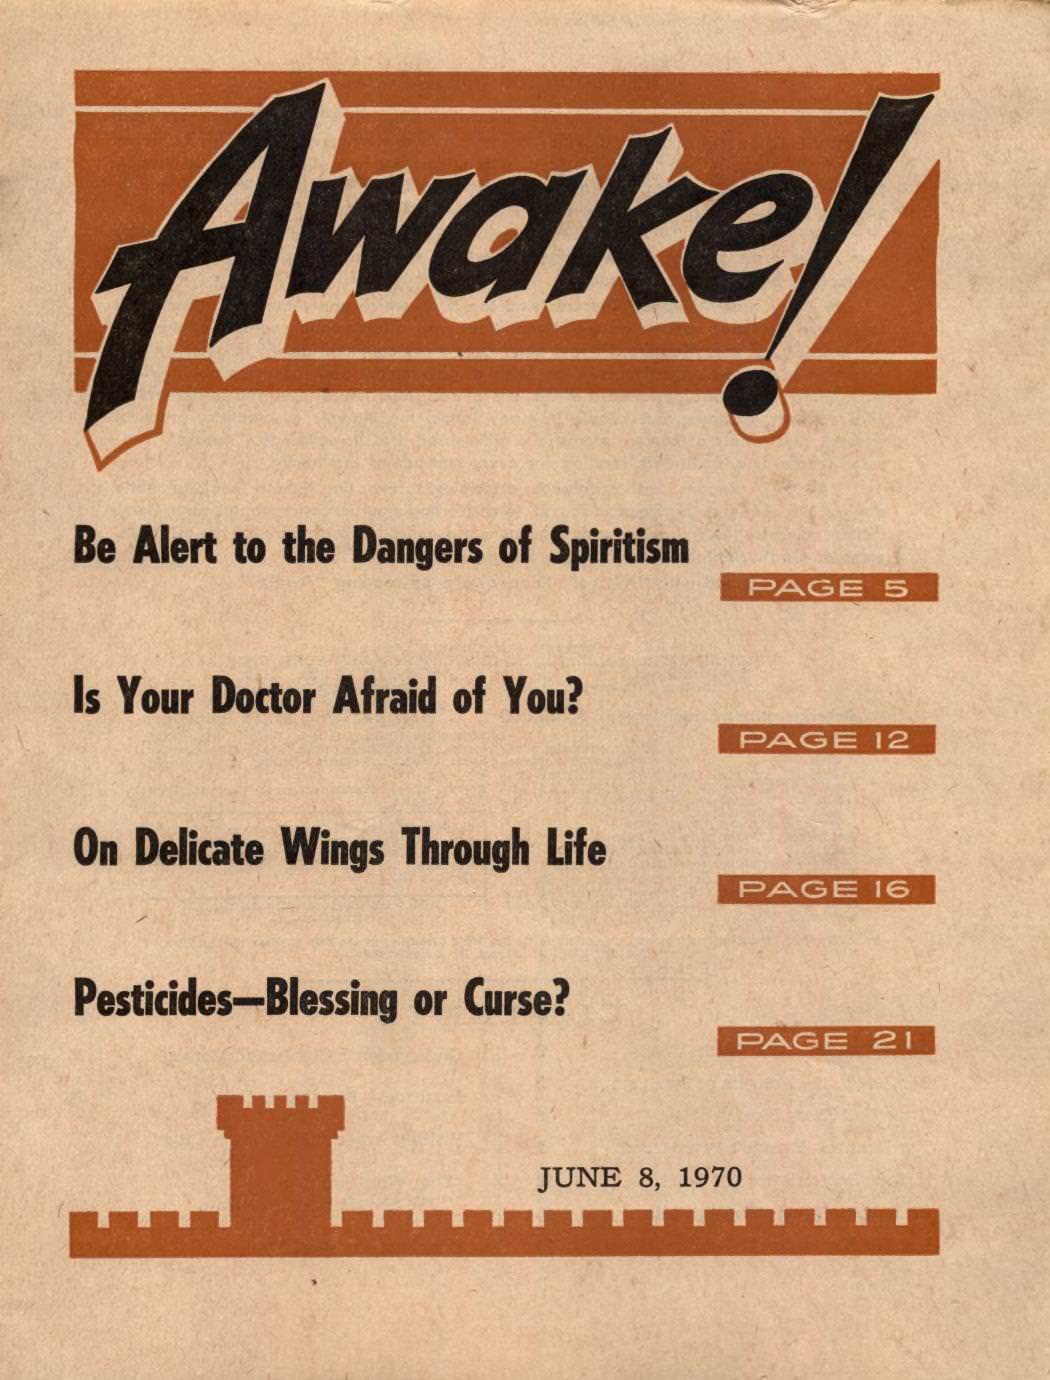 Awake!
Be Alert to the Dangers of Spiritism
PAGE 5
Is Your Doctor Afraid of You?
PAGE 12
On Delicate Wings Through Life
PAGE 16
Pesticides—Blessing or Curse?
PAGE 21
JUNE 8, 1970